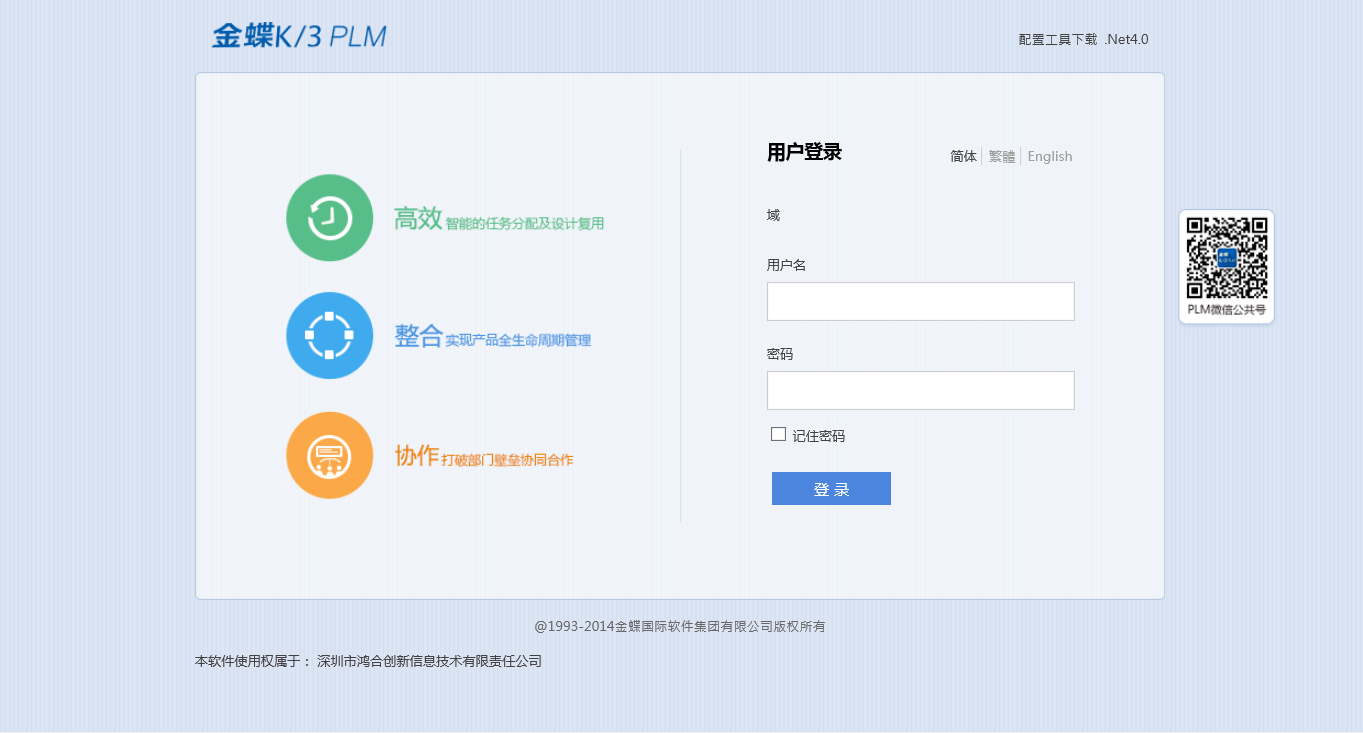 金蝶K/3 PLM
配置工具下载 .Net4.0
用户登录
简体 繁體 English
高效 智能的任务分配及设计复用
整合 实现产品全生命周期管理
协作 打破部门壁垒协同合作
域
用户名
密码
记住密码
登 录
PLM微信公共号
@1993-2014金蝶国际软件集团有限公司版权所有
本软件使用权属于： 深圳市鸿合创新信息技术有限责任公司